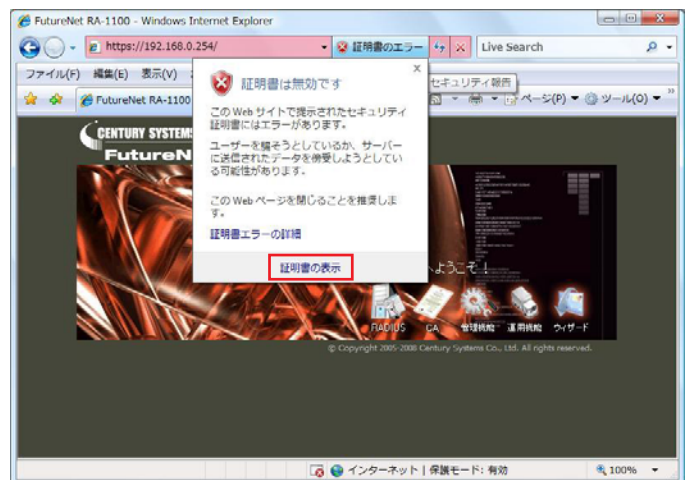 FutureNet RA-1100 - Windows Internet Explorer
https://192.168.0.254/
証明書のエラー
Live Search
ファイル(F) 編集(E) 表示(V)
セキュリティ報告
FutureNet RA-1100
ページ(P)
ツール(O)
証明書は無効です
この Web サイトで提示されたセキュリティ
証明書にはエラーがあります。
ユーザーを騙そうとしているか、サーバー
に送信されたデータを傍受しようとしてい
る可能性があります。
この Web ページを閉じることを推奨しま
す。
証明書エラーの詳細
証明書の表示
CENTURY SYSTEMS
FutureN
へようこそ!
RADIUS
CA
管理機能
運用機能
ウィザード
© Copyright 2005-2008 Century Systems Co., Ltd. All rights reserved.
インターネット | 保護モード: 有効
100%